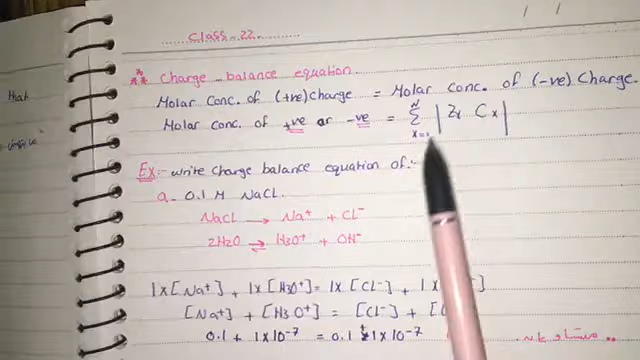 class..22
** Charge-balance equation
Molar Conc. of (+ve) charge = Molar conc. of (-ve) Charge.
Molar Conc. of +ve or -ve = N Σ x= | Zx Cx |
Ex:- write charge balance equation of:-
a- 0.1 M NaCl.
NaCl → Na⁺ + Cl⁻
2H2O ⇌ H3O⁺ + OH⁻
1x[Na⁺] + 1x[H3O⁺] = 1x[Cl⁻] + 1x ]
[Na⁺] + [H3O⁺] = [Cl⁻] + [
0.1 + 1x10⁻⁷ = 0.1 + 1x10⁻⁷